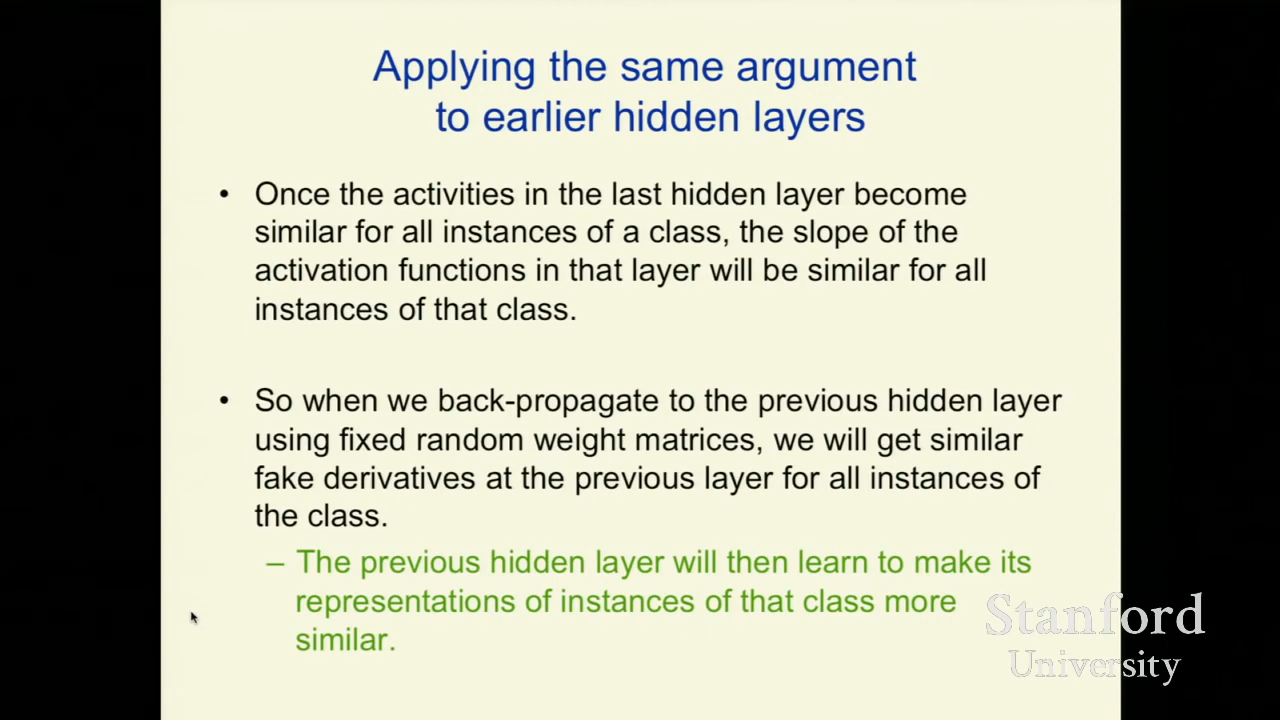 Applying the same argument
to earlier hidden layers
• Once the activities in the last hidden layer become
similar for all instances of a class, the slope of the
activation functions in that layer will be similar for all
instances of that class.
• So when we back-propagate to the previous hidden layer
using fixed random weight matrices, we will get similar
fake derivatives at the previous layer for all instances of
the class.
– The previous hidden layer will then learn to make its
representations of instances of that class more
similar.
Stanford
University